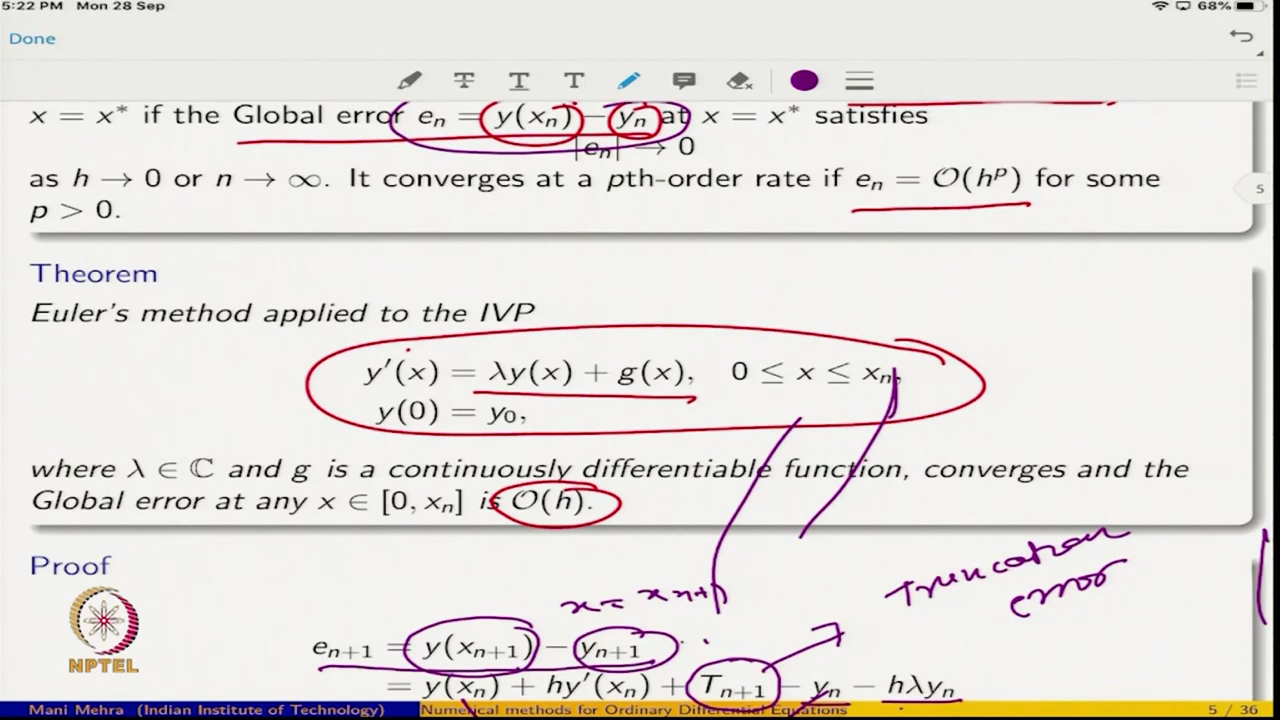 5:22 PM Mon 28 Sep
68%
Done
x = x* if the Global error e_n = y(x_n) − y_n at x = x* satisfies
|e_n| → 0
as h → 0 or n → ∞. It converges at a pth-order rate if e_n = O(h^p) for some
p > 0.
5
Theorem
Euler's method applied to the IVP
y′(x) = λy(x) + g(x), 0 ≤ x ≤ x_n,
y(0) = y_0,
where λ ∈ ℂ and g is a continuously differentiable function, converges and the
Global error at any x ∈ [0, x_n] is O(h).
Proof
Truncation
error
x = x_{n+1}
e_{n+1} = y(x_{n+1}) − y_{n+1}
= y(x_n) + hy′(x_n) + T_{n+1} − y_n − hλy_n
NPTEL
Mani Mehra (Indian Institute of Technology) Numerical methods for Ordinary Differential Equations 5 / 36